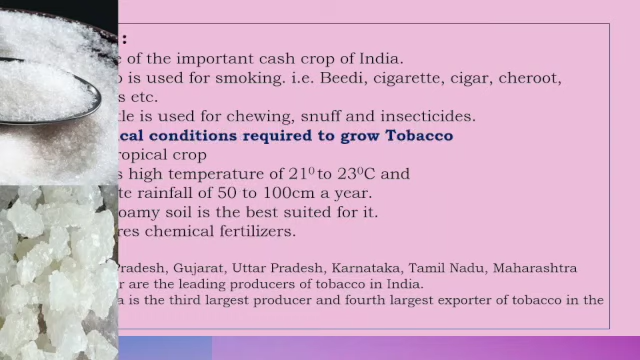 :
e of the important cash crop of India.
is used for smoking. i.e. Beedi, cigarette, cigar, cheroot,
s etc.
tle is used for chewing, snuff and insecticides.
ical conditions required to grow Tobacco
ropical crop
s high temperature of 21⁰ to 23⁰C and
te rainfall of 50 to 100cm a year.
oamy soil is the best suited for it.
res chemical fertilizers.
Pradesh, Gujarat, Uttar Pradesh, Karnataka, Tamil Nadu, Maharashtra
r are the leading producers of tobacco in India.
a is the third largest producer and fourth largest exporter of tobacco in the